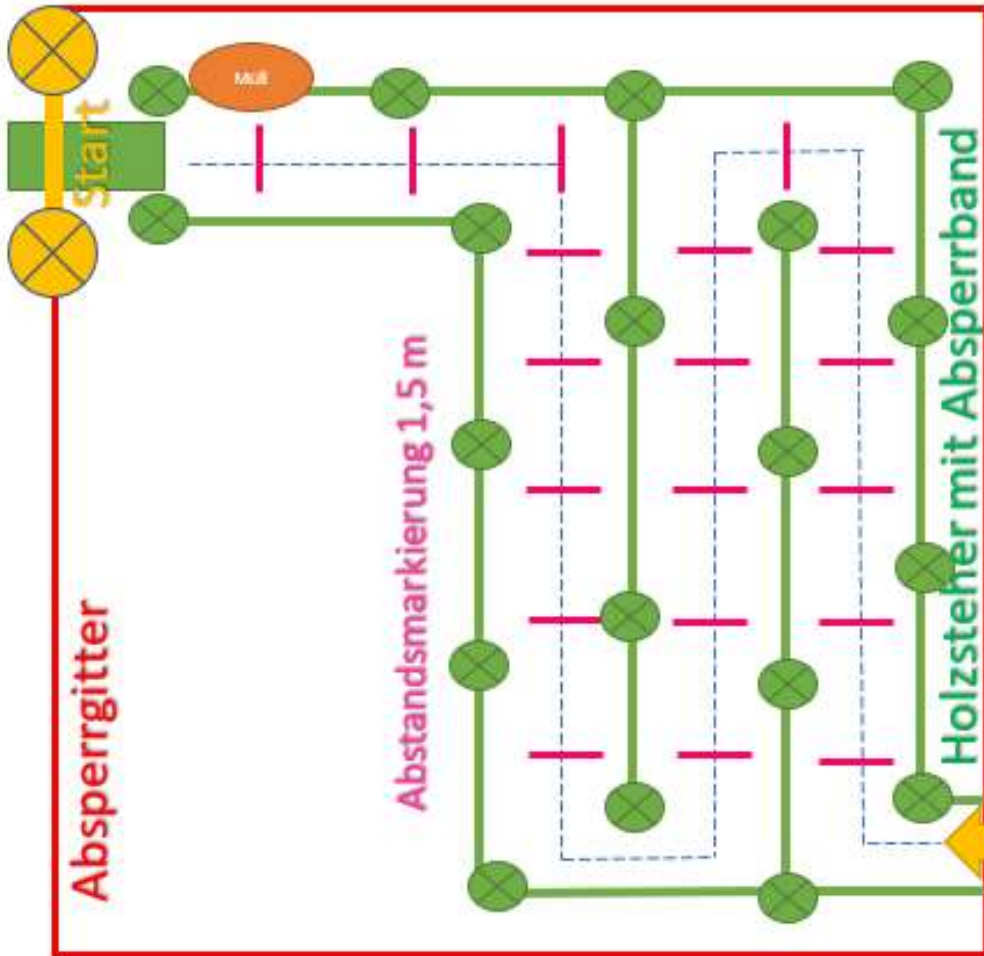 Müll
Start
Absperrgitter
Abstandsmarkierung 1,5 m
Holzsteher mit Absperrband